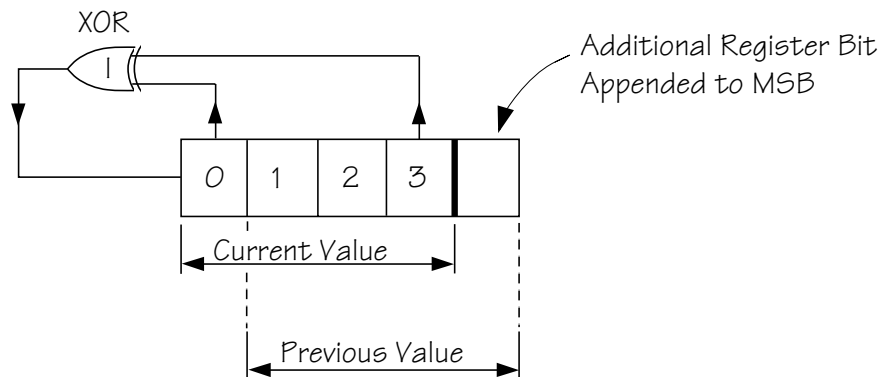 XOR
Additional Register Bit
Appended to MSB
I
0 1 2 3
Current Value
Previous Value